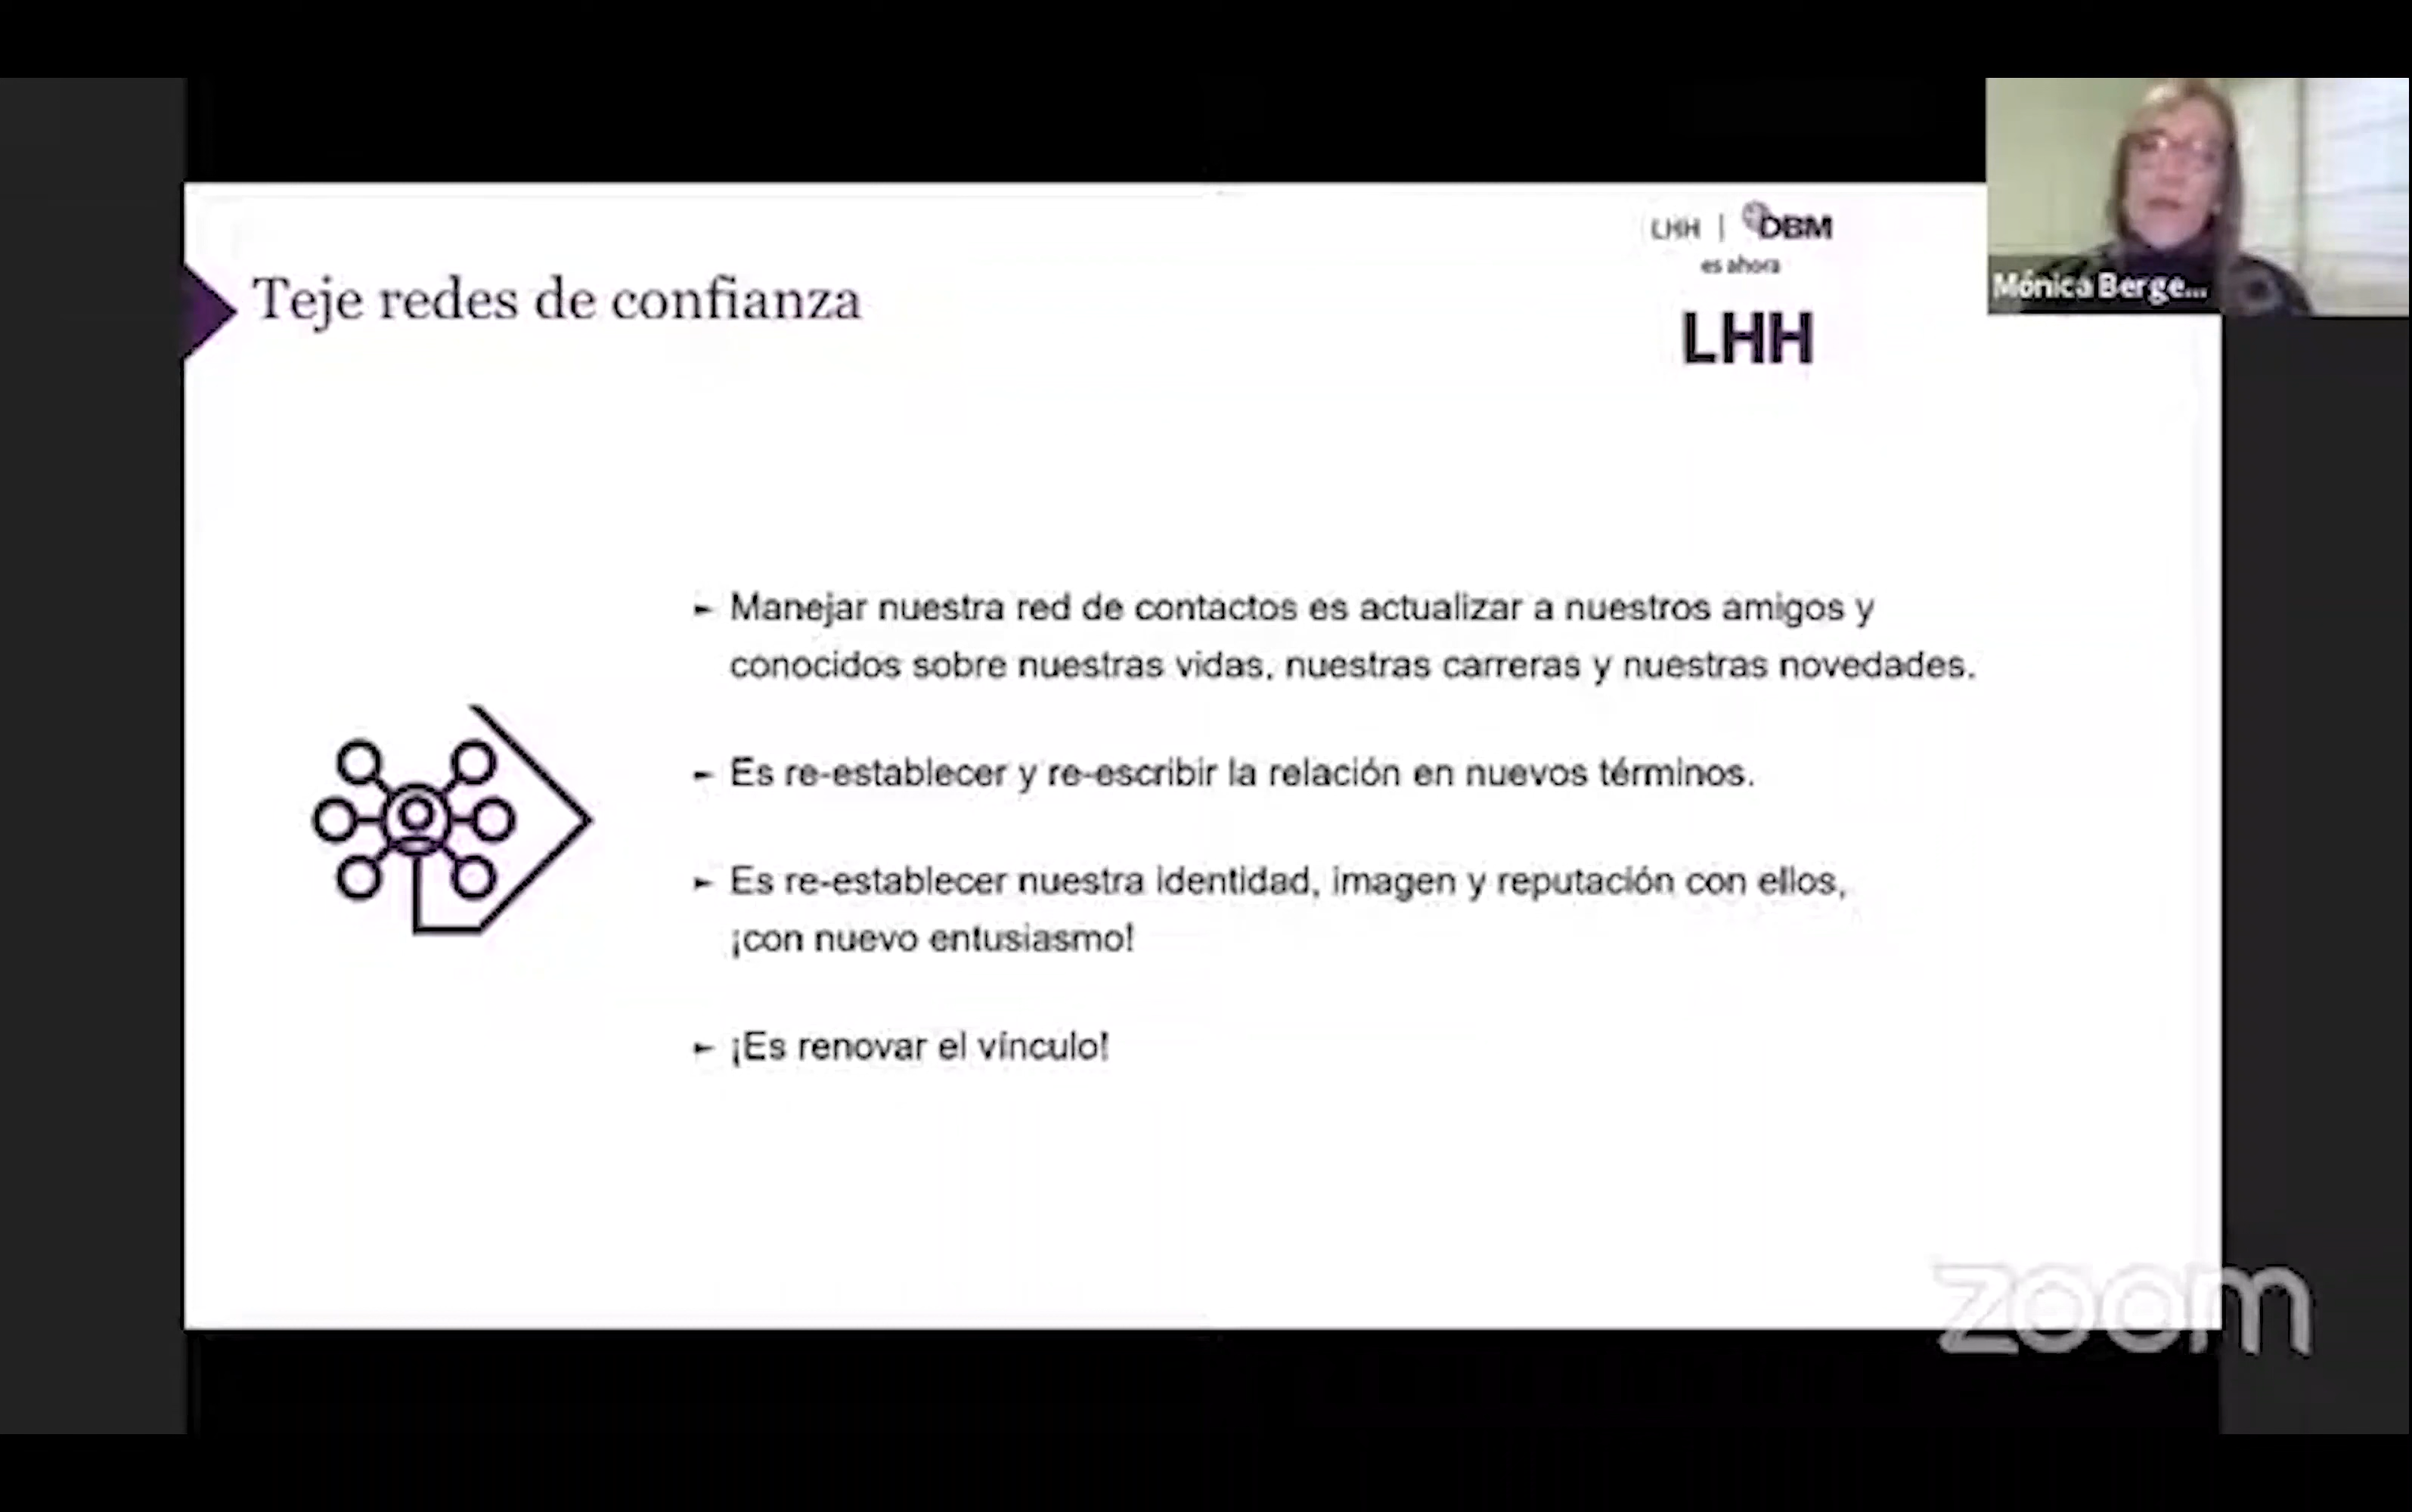 LHH | DBM
es ahora
LHH
Mónica Berge...
Teje redes de confianza
► Manejar nuestra red de contactos es actualizar a nuestros amigos y
conocidos sobre nuestras vidas, nuestras carreras y nuestras novedades.
► Es re-establecer y re-escribir la relación en nuevos términos.
► Es re-establecer nuestra identidad, imagen y reputación con ellos,
¡con nuevo entusiasmo!
► ¡Es renovar el vínculo!
zoom